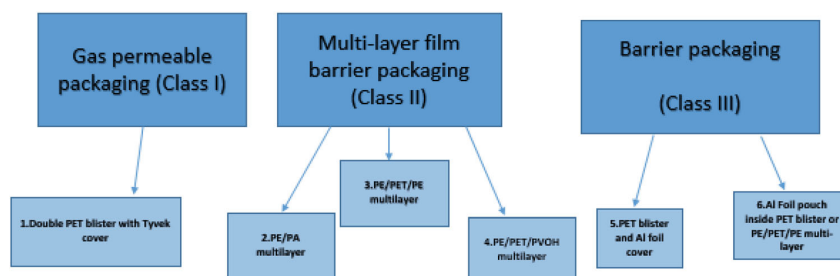 Gas permeable
packaging (Class I)
Multi-layer film
barrier packaging
(Class II)
Barrier packaging
(Class III)
1.Double PET blister with Tyvek
cover
2.PE/PA
multilayer
3.PE/PET/PE
multilayer
4.PE/PET/PVOH
multilayer
5.PET blister
and Al foil
cover
6.Al Foil pouch
inside PET blister or
PE/PET/PE multi-
layer